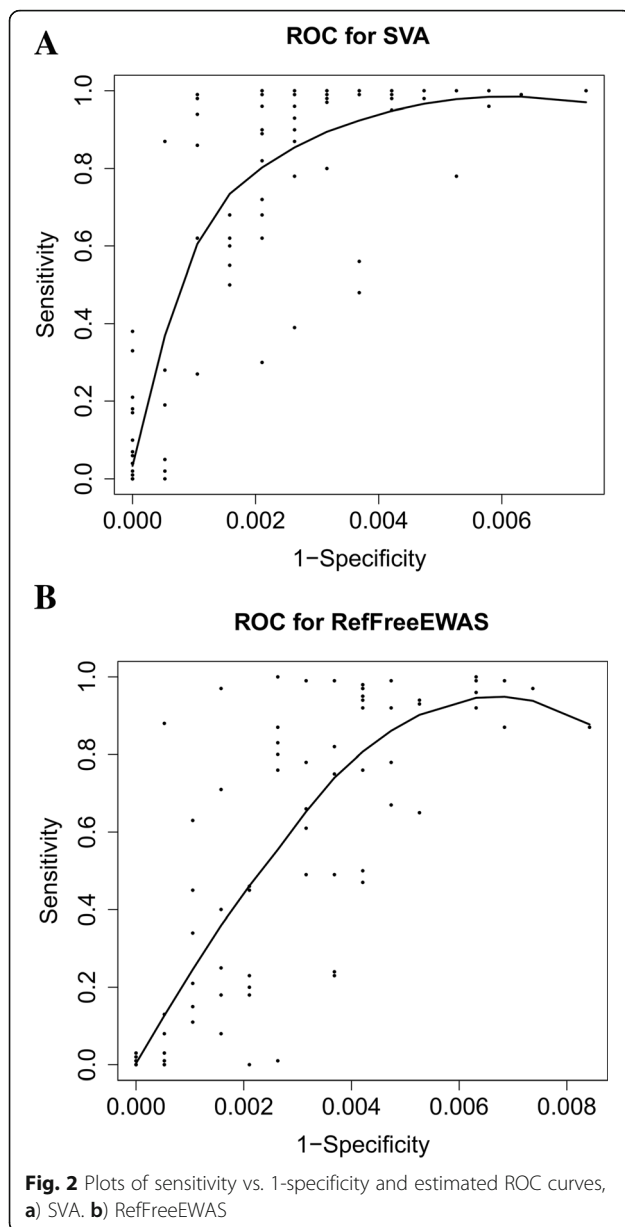 A
ROC for SVA
Sensitivity
1.0
0.8
0.6
0.4
0.2
0.0
0.000 0.002 0.004 0.006
1−Specificity
B
ROC for RefFreeEWAS
Sensitivity
1.0
0.8
0.6
0.4
0.2
0.0
0.000 0.002 0.004 0.006 0.008
1−Specificity
Fig. 2 Plots of sensitivity vs. 1-specificity and estimated ROC curves,
a) SVA. b) RefFreeEWAS